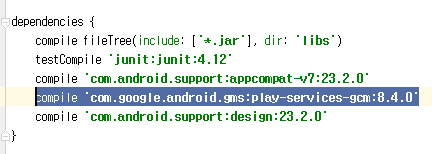 dependencies {
compile fileTree(include: ['*.jar'], dir: 'libs')
testCompile 'junit:junit:4.12'
compile 'com.android.support:appcompat-v7:23.2.0'
compile 'com.google.android.gms:play-services-gcm:8.4.0'
compile 'com.android.support:design:23.2.0'
}